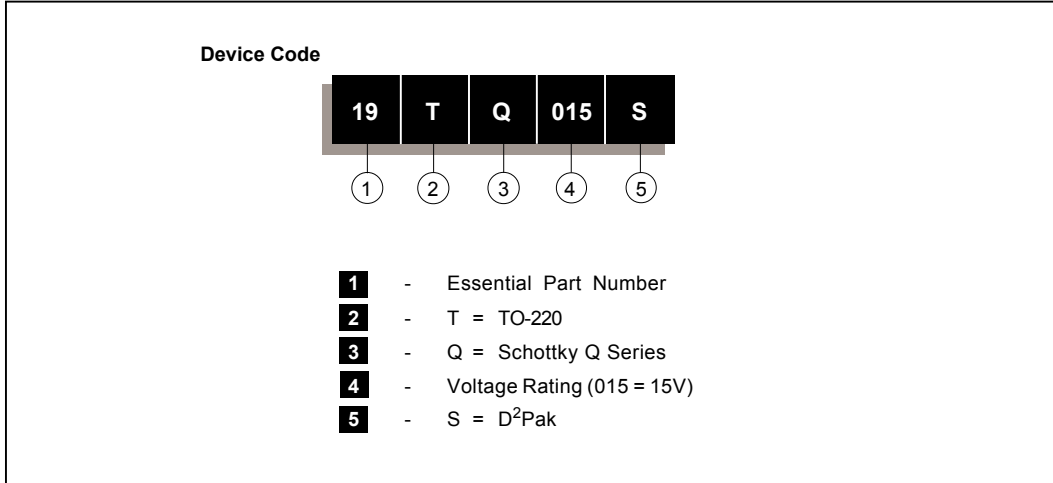 Device Code
19 T Q 015 S
1 2 3 4 5
1 - Essential Part Number
2 - T = TO-220
3 - Q = Schottky Q Series
4 - Voltage Rating (015 = 15V)
5 - S = D²Pak